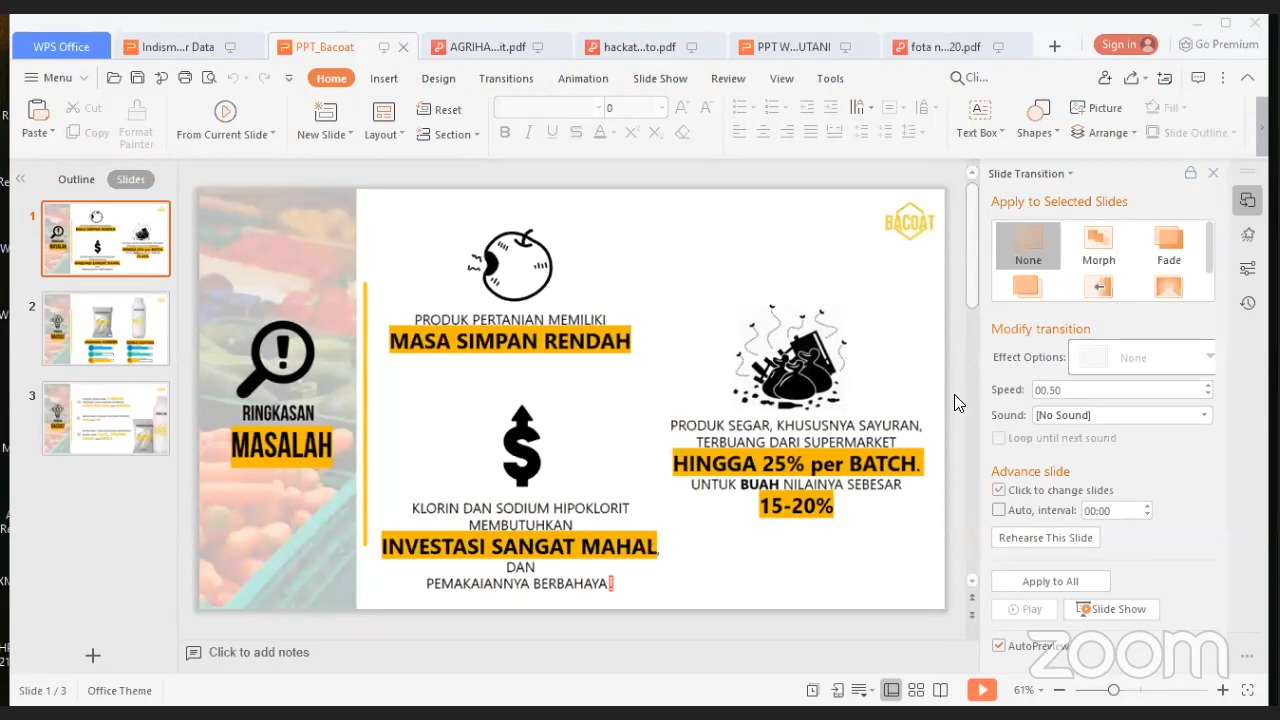 WPS Office
Indism...r Data
PPT_Bacoat
AGRIHA...it.pdf
hackat...to.pdf
PPT W...UTANI
fota n...20.pdf
Sign in
Go Premium
Menu
Home
Insert
Design
Transitions
Animation
Slide Show
Review
View
Tools
Cli...
Paste
Cut
Format Painter
From Current Slide
New Slide
Layout
Reset
Section
0
Text Box
Shapes
Picture
Arrange
Fill
Slide Outline
Outline
Slides
1
2
3
BACOAT
RINGKASAN
MASALAH
PRODUK PERTANIAN MEMILIKI
MASA SIMPAN RENDAH
KLORIN DAN SODIUM HIPOKLORIT
MEMBUTUHKAN
INVESTASI SANGAT MAHAL,
DAN
PEMAKAIANNYA BERBAHAYA!
PRODUK SEGAR, KHUSUSNYA SAYURAN,
TERBUANG DARI SUPERMARKET
HINGGA 25% per BATCH.
UNTUK BUAH NILAINYA SEBESAR
15-20%
Slide Transition
Apply to Selected Slides
None
Morph
Fade
Modify transition
Effect Options:
None
Speed: 00.50
Sound: [No Sound]
Loop until next sound
Advance slide
Click to change slides
Auto, interval: 00:00
Rehearse This Slide
Apply to All
Play
Slide Show
AutoPreview
zoom
Click to add notes
Slide 1 / 3
Office Theme
61%